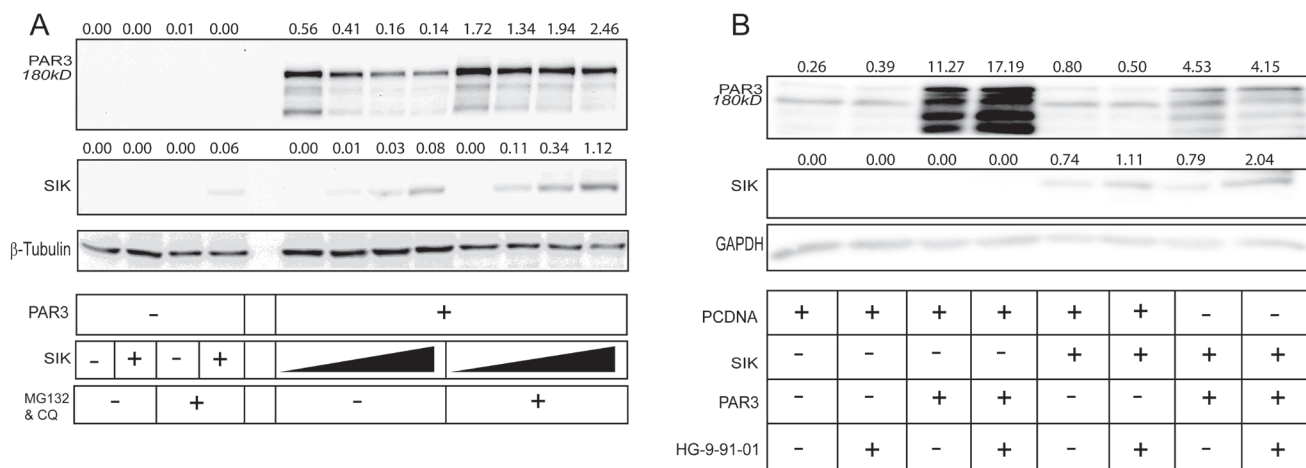 A
0.00 0.00 0.01 0.00 0.56 0.41 0.16 0.14 1.72 1.34 1.94 2.46
PAR3
180kD
0.00 0.00 0.00 0.06 0.00 0.01 0.03 0.08 0.00 0.11 0.34 1.12
SIK
β-Tubulin
PAR3 - +
SIK - + - +
MG132
& CQ - + - +
B
0.26 0.39 11.27 17.19 0.80 0.50 4.53 4.15
PAR3
180kD
0.00 0.00 0.00 0.00 0.74 1.11 0.79 2.04
SIK
GAPDH
PCDNA + + + + + + - -
SIK - - - - + + + +
PAR3 - - + + - - + +
HG-9-91-01 - + - + - + - +